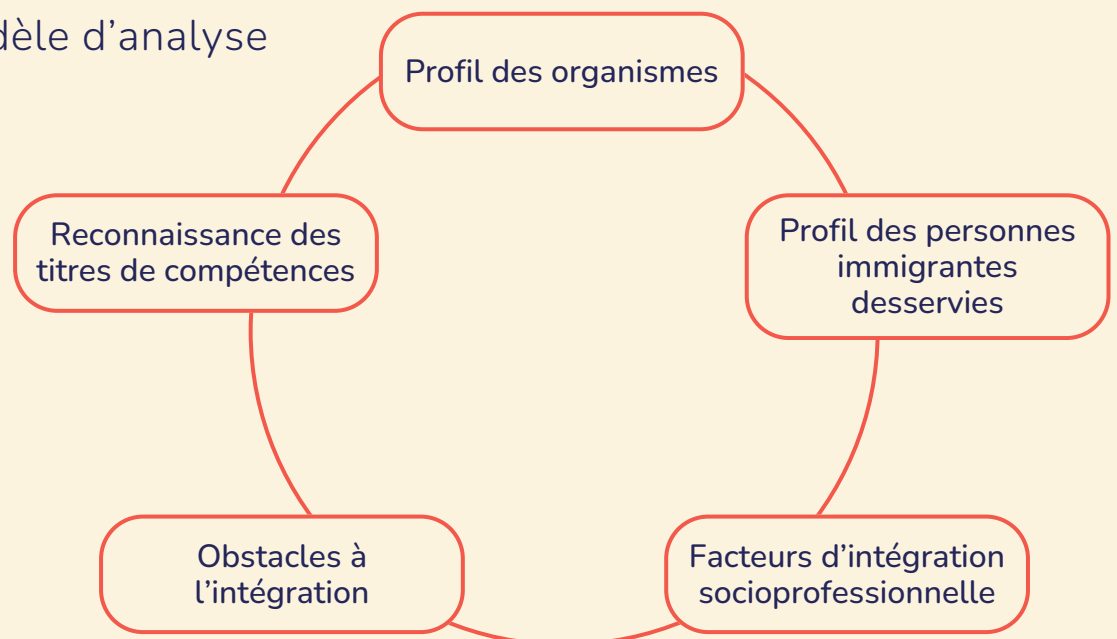 dèle d’analyse
Profil des organismes
Reconnaissance des
titres de compétences
Profil des personnes
immigrantes
desservies
Obstacles à
l’intégration
Facteurs d’intégration
socioprofessionnelle